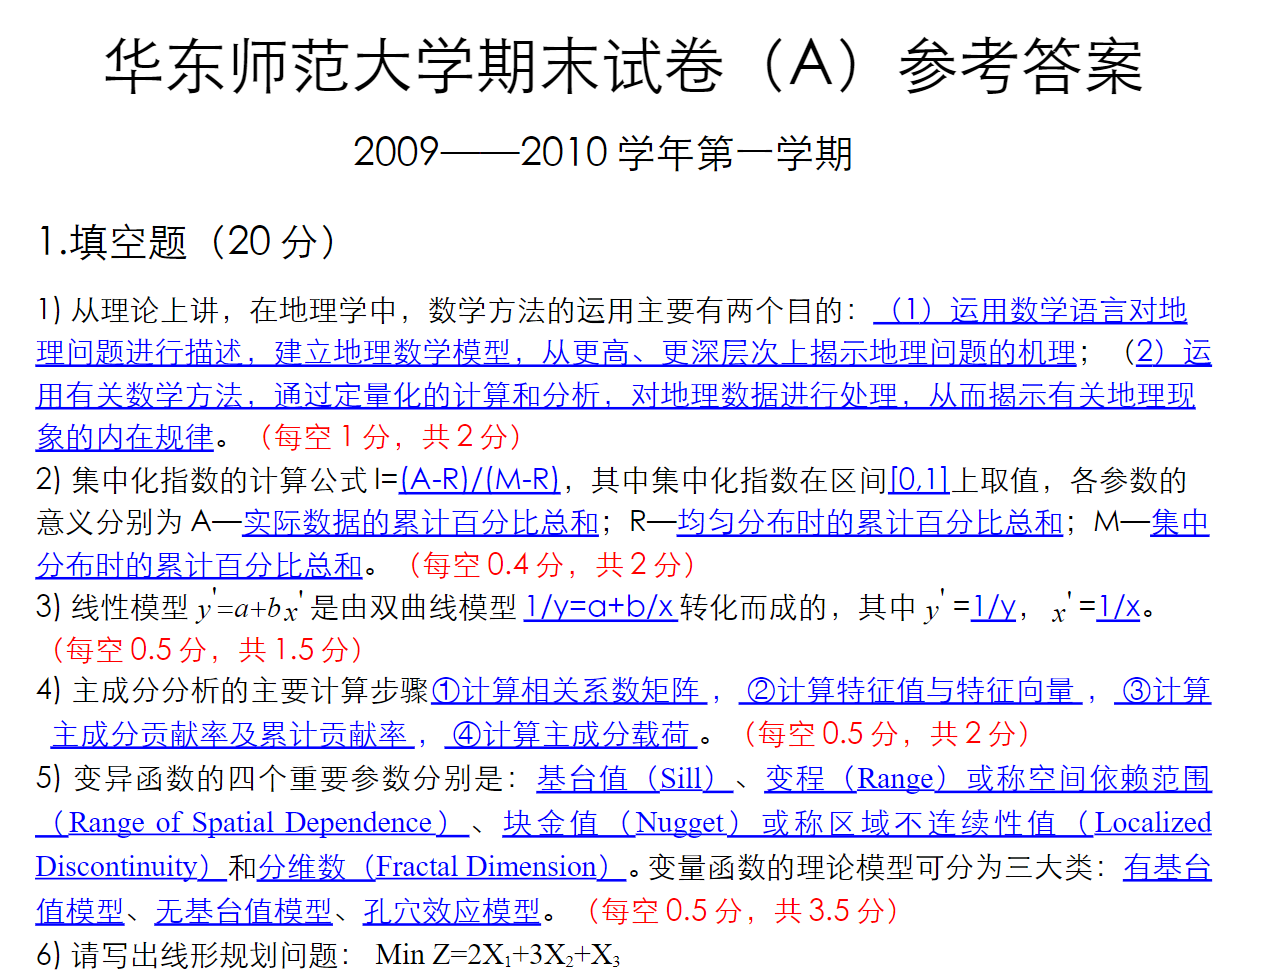 华东师范大学期末试卷（A）参考答案
2009——2010 学年第一学期
1.填空题（20 分）
1) 从理论上讲，在地理学中，数学方法的运用主要有两个目的：（1）运用数学语言对地
理问题进行描述，建立地理数学模型，从更高、更深层次上揭示地理问题的机理；（2）运
用有关数学方法，通过定量化的计算和分析，对地理数据进行处理，从而揭示有关地理现
象的内在规律。（每空 1 分，共 2 分）
2) 集中化指数的计算公式 I=(A-R)/(M-R)，其中集中化指数在区间[0,1]上取值，各参数的
意义分别为 A—实际数据的累计百分比总和；R—均匀分布时的累计百分比总和；M—集中
分布时的累计百分比总和。（每空 0.4 分，共 2 分）
3) 线性模型 y'=a+bx' 是由双曲线模型 1/y=a+b/x 转化而成的，其中 y' =1/y， x' =1/x。
（每空 0.5 分，共 1.5 分）
4) 主成分分析的主要计算步骤①计算相关系数矩阵 ， ②计算特征值与特征向量 ， ③计算
主成分贡献率及累计贡献率 ， ④计算主成分载荷 。（每空 0.5 分，共 2 分）
5) 变异函数的四个重要参数分别是：基台值（Sill）、变程（Range）或称空间依赖范围
（Range of Spatial Dependence）、块金值（Nugget）或称区域不连续性值（Localized
Discontinuity）和分维数（Fractal Dimension）。变量函数的理论模型可分为三大类：有基台
值模型、无基台值模型、孔穴效应模型。（每空 0.5 分，共 3.5 分）
6) 请写出线形规划问题： Min Z=2X₁+3X₂+X₃